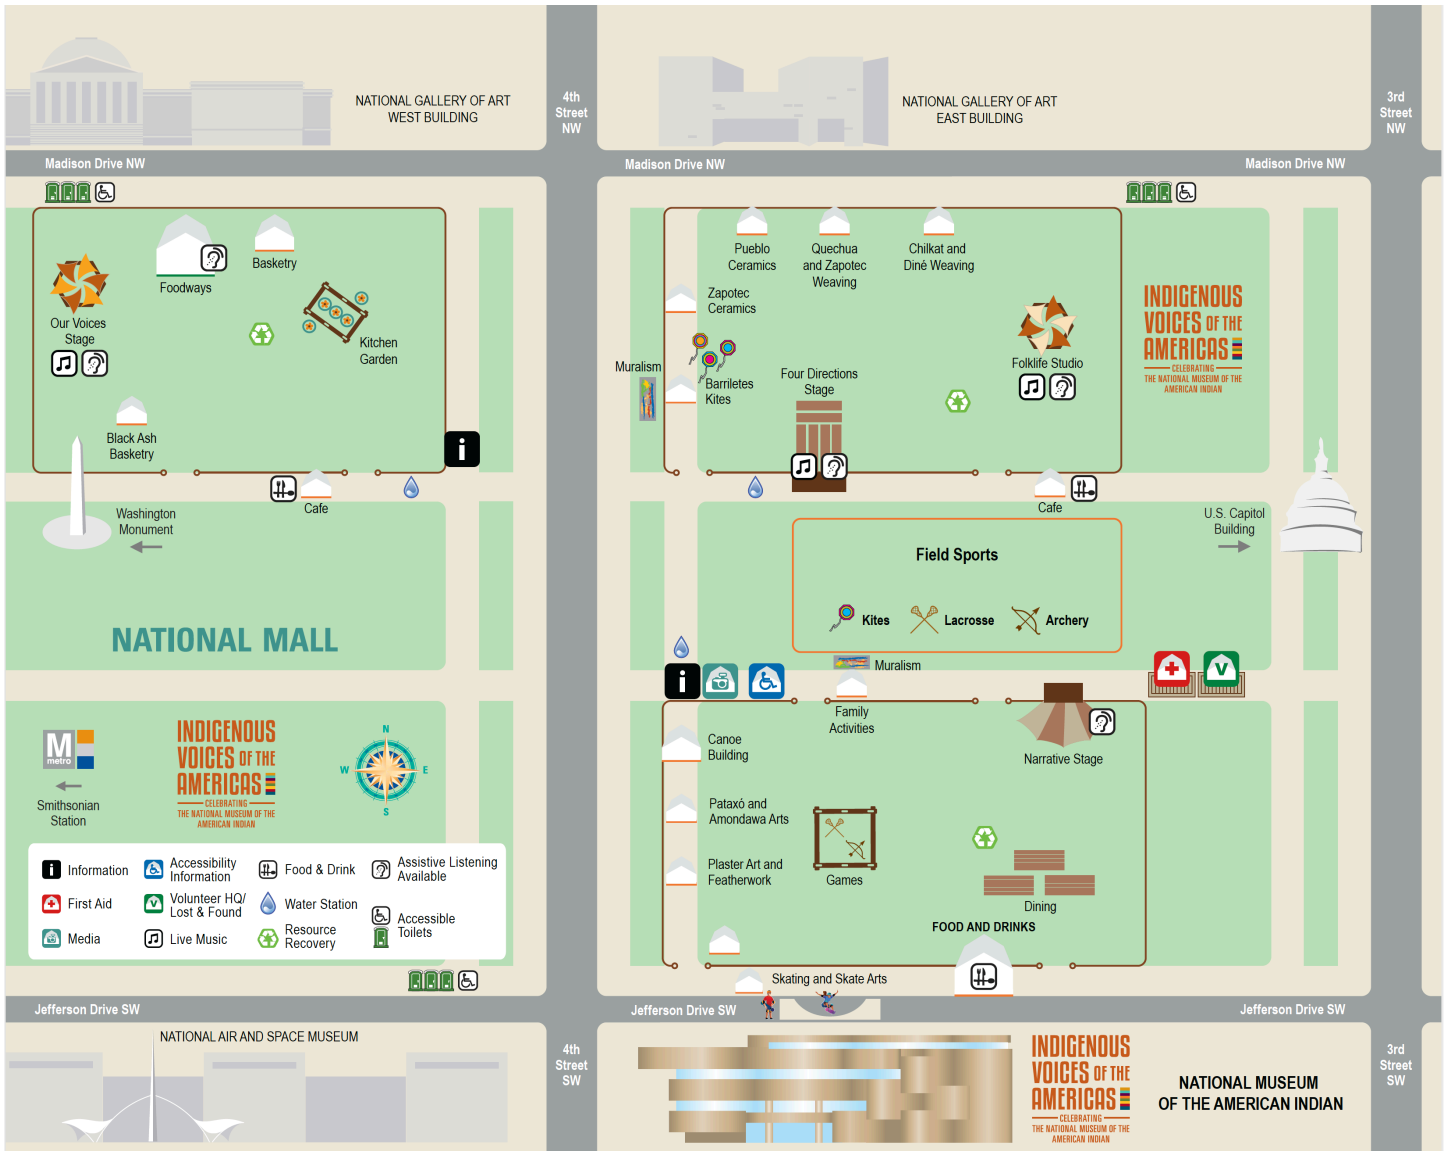 NATIONAL GALLERY OF ART
WEST BUILDING
4th
Street
NW
NATIONAL GALLERY OF ART
EAST BUILDING
3rd
Street
NW
Madison Drive NW
Madison Drive NW
Madison Drive NW
Foodways
Basketry
Our Voices
Stage
Kitchen
Garden
Black Ash
Basketry
i
Cafe
Washington
Monument
NATIONAL MALL
Pueblo
Ceramics
Quechua
and Zapotec
Weaving
Chilkat and
Diné Weaving
Zapotec
Ceramics
Muralism
Barriletes
Kites
Four Directions
Stage
Folklife Studio
INDIGENOUS
VOICES OF THE
AMERICAS
CELEBRATING
THE NATIONAL MUSEUM OF THE
AMERICAN INDIAN
Cafe
U.S. Capitol
Building
Field Sports
Kites
Lacrosse
Archery
i
Muralism
V
Family
Activities
Narrative Stage
Canoe
Building
Pataxó and
Amondawa Arts
Plaster Art and
Featherwork
Games
Dining
FOOD AND DRINKS
Skating and Skate Arts
M
metro
Smithsonian
Station
INDIGENOUS
VOICES OF THE
AMERICAS
CELEBRATING
THE NATIONAL MUSEUM OF THE
AMERICAN INDIAN
N
W
E
S
i
Information
Accessibility
Information
Food & Drink
Assistive Listening
Available
First Aid
V
Volunteer HQ/
Lost & Found
Water Station
Accessible
Toilets
Media
Live Music
Resource
Recovery
Jefferson Drive SW
Jefferson Drive SW
Jefferson Drive SW
NATIONAL AIR AND SPACE MUSEUM
4th
Street
SW
INDIGENOUS
VOICES OF THE
AMERICAS
CELEBRATING
THE NATIONAL MUSEUM OF THE
AMERICAN INDIAN
NATIONAL MUSEUM
OF THE AMERICAN INDIAN
3rd
Street
SW